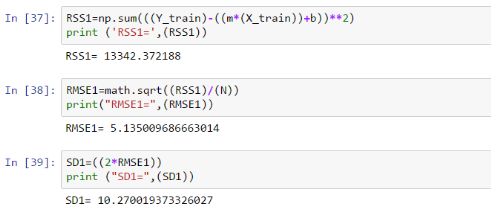 In [37]: RSS1=np.sum(((Y_train)-((m*(X_train))+b))**2)
print ('RSS1=',(RSS1))
RSS1= 13342.372188
In [38]: RMSE1=math.sqrt((RSS1)/(N))
print("RMSE1=",(RMSE1))
RMSE1= 5.135009686663014
In [39]: SD1=((2*RMSE1))
print ("SD1=",(SD1))
SD1= 10.270019373326027